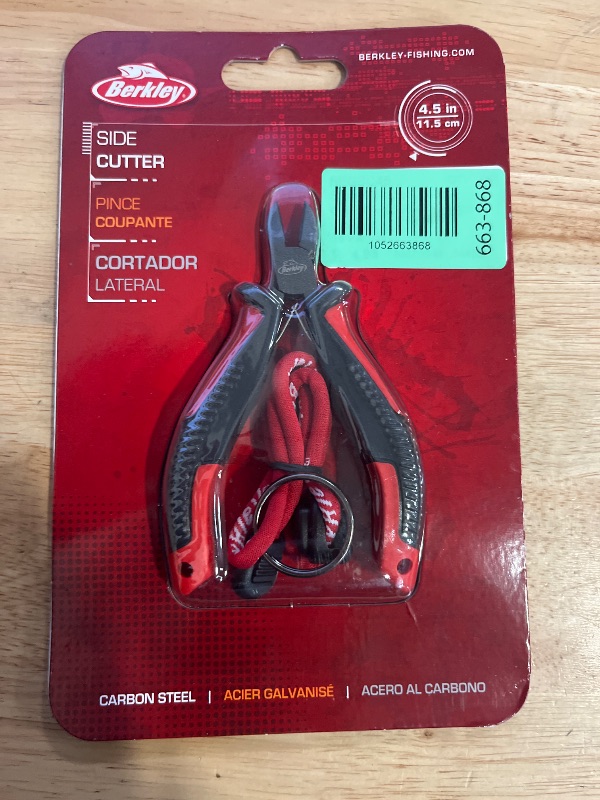 Berkley
BERKLEY-FISHING.COM
4.5 in
11.5 cm
SIDE
CUTTER
PINCE
COUPANTE
CORTADOR
LATERAL
1052663868
663-868
Berkley
CARBON STEEL | ACIER GALVANISÉ | ACERO AL CARBONO